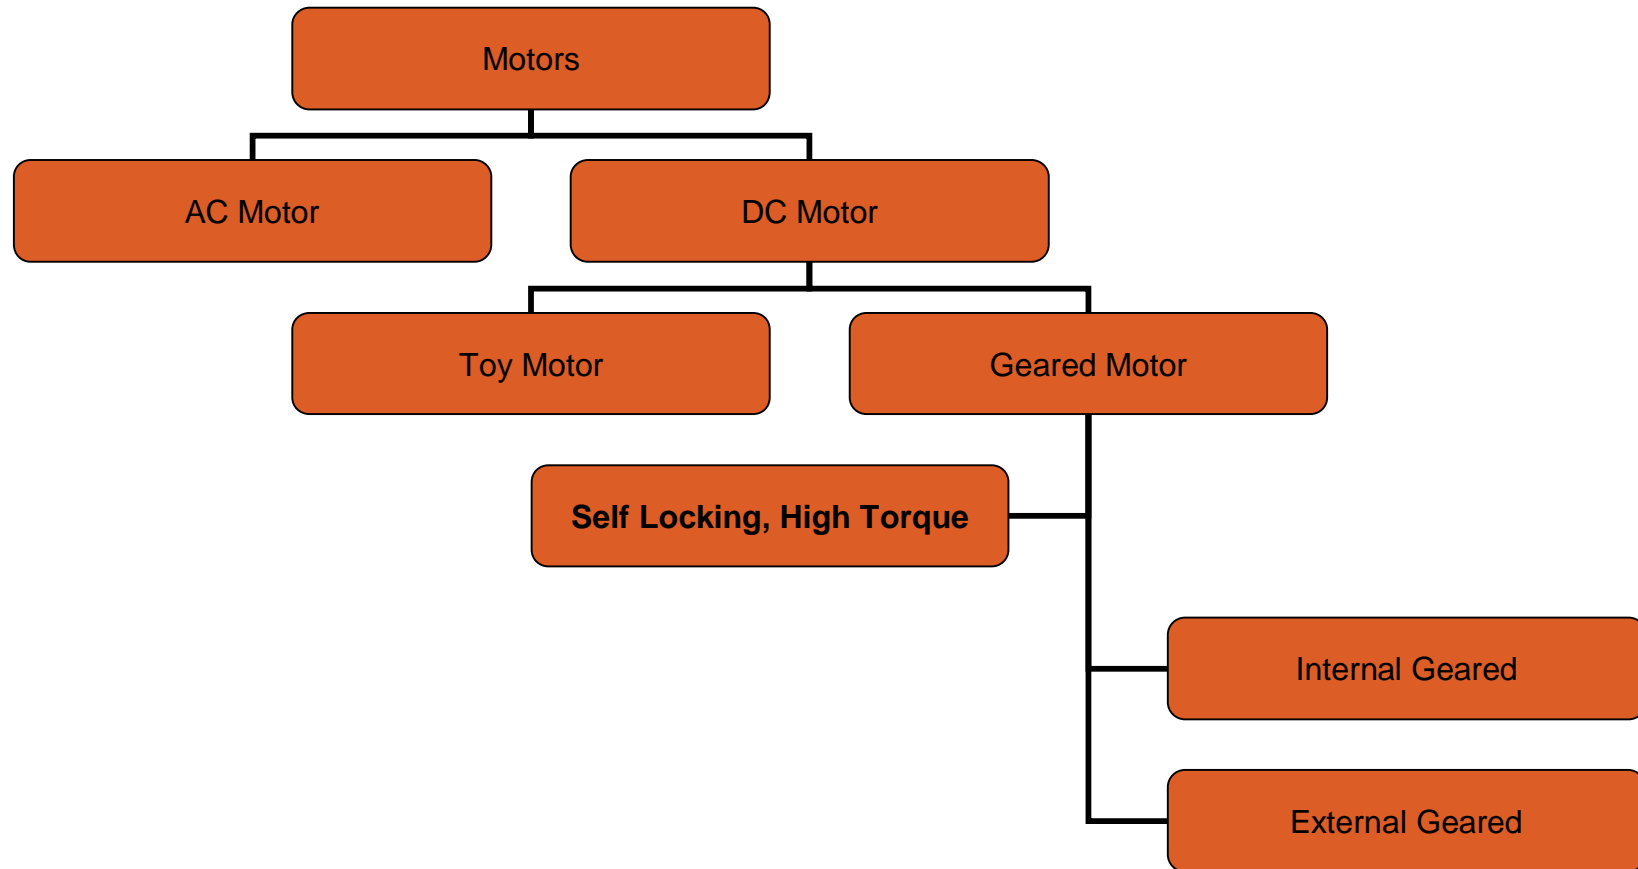 Motors
AC Motor
DC Motor
Toy Motor
Geared Motor
Self Locking, High Torque
Internal Geared
External Geared